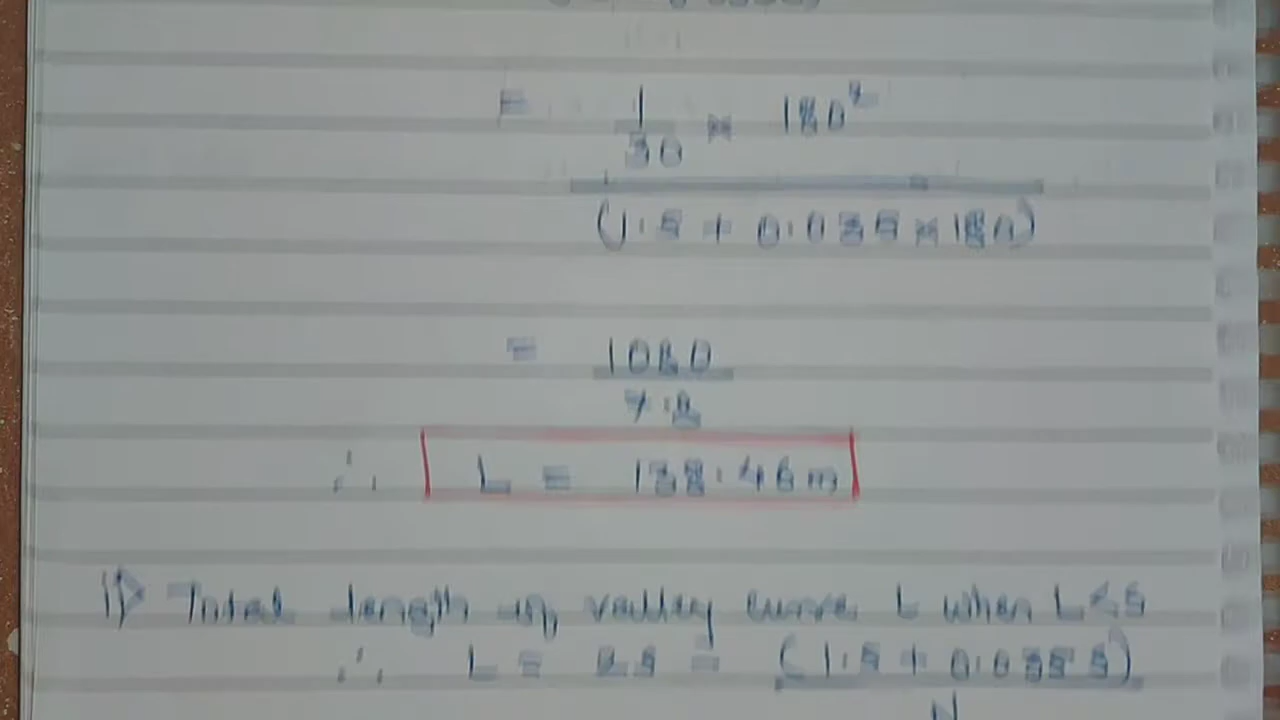 = 1/30 × 180²
(1.5 + 0.035 × 180)
= 1080
7.8
∴ L = 138.46m
ii) Total length of valley curve L when L<S
∴ L = 2S - (1.5 + 0.035S)
N